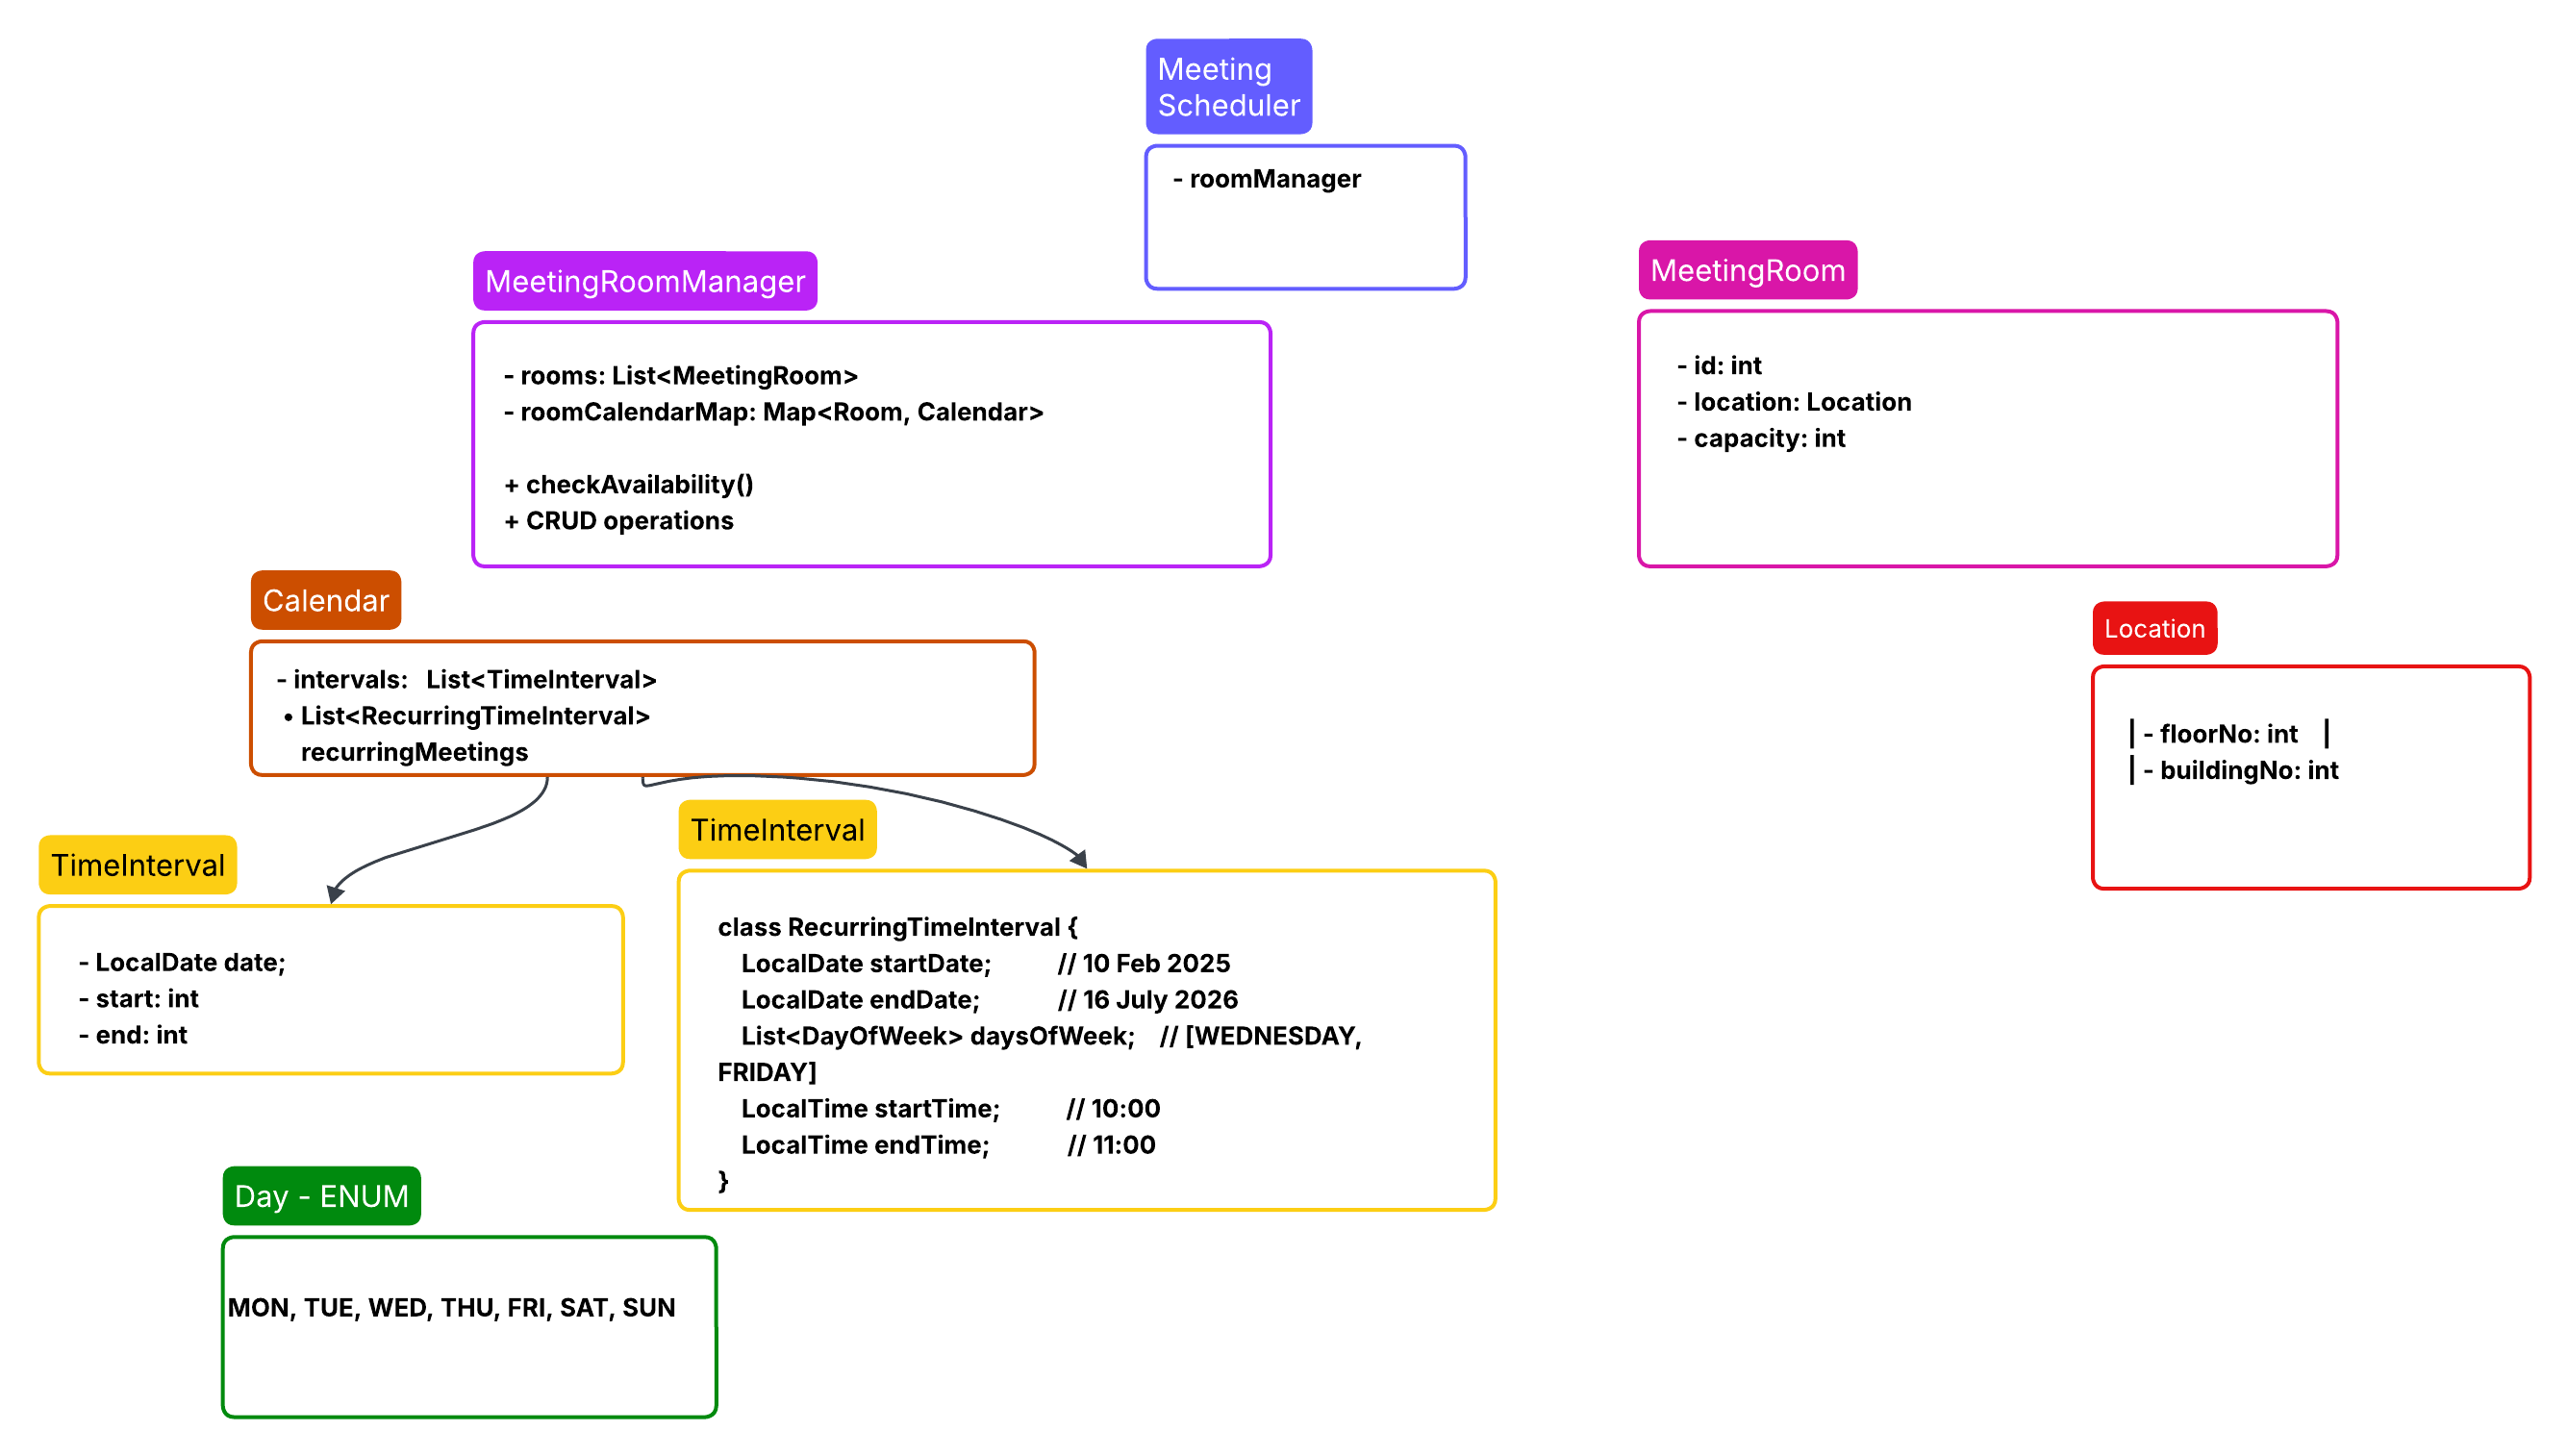 Meeting
Scheduler
- roomManager
MeetingRoomManager
- rooms: List<MeetingRoom>
- roomCalendarMap: Map<Room, Calendar>
+ checkAvailability()
+ CRUD operations
MeetingRoom
- id: int
- location: Location
- capacity: int
Calendar
- intervals:   List<TimeInterval>
• List<RecurringTimeInterval>
recurringMeetings
Location
| - floorNo: int   |
| - buildingNo: int
TimeInterval
- LocalDate date;
- start: int
- end: int
TimeInterval
class RecurringTimeInterval {
LocalDate startDate;         // 10 Feb 2025
LocalDate endDate;           // 16 July 2026
List<DayOfWeek> daysOfWeek;   // [WEDNESDAY,
FRIDAY]
LocalTime startTime;         // 10:00
LocalTime endTime;           // 11:00
}
Day - ENUM
MON, TUE, WED, THU, FRI, SAT, SUN